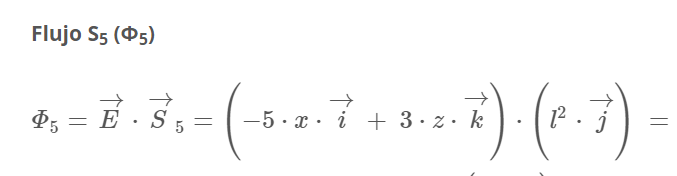 Flujo S₅ (Φ₅)
Φ₅ = E⃗ · S⃗ ₅ = (−5 · x · i⃗ + 3 · z · k⃗) · (l² · j⃗) =